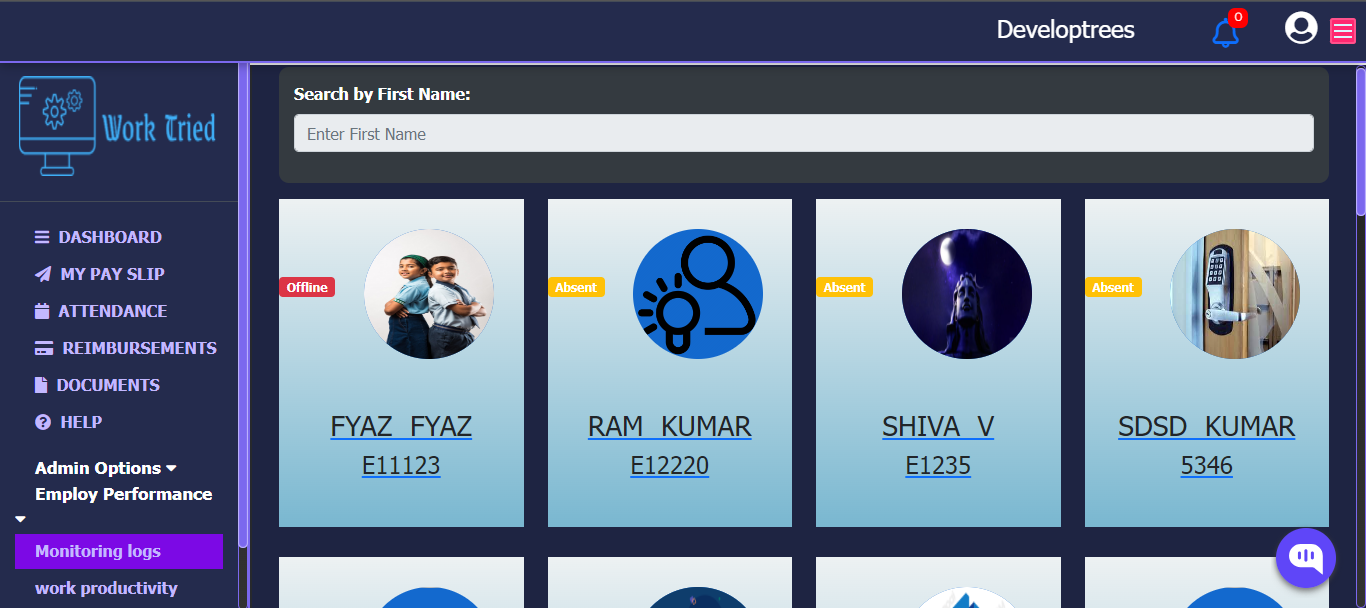 Developtrees
0
Work Tried
DASHBOARD
MY PAY SLIP
ATTENDANCE
REIMBURSEMENTS
DOCUMENTS
HELP
Admin Options
Employ Performance
Monitoring logs
work productivity
Search by First Name:
Enter First Name
Offline
FYAZ FYAZ
E11123
Absent
RAM KUMAR
E12220
Absent
SHIVA V
E1235
Absent
SDSD KUMAR
5346